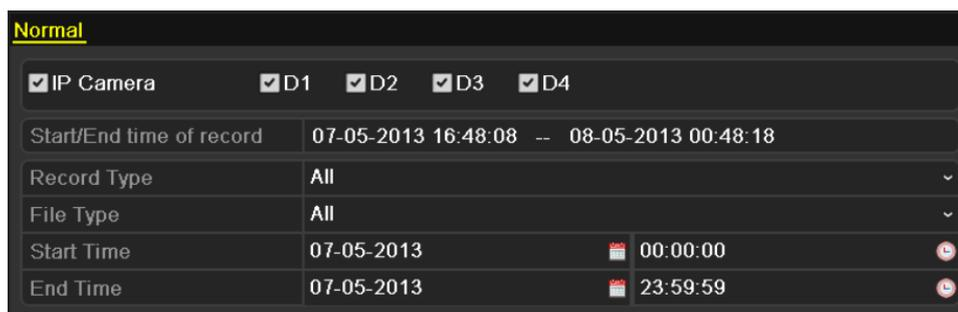 Normal
IP Camera D1 D2 D3 D4
Start/End time of record 07-05-2013 16:48:08 -- 08-05-2013 00:48:18
Record Type All
File Type All
Start Time 07-05-2013 00:00:00
End Time 07-05-2013 23:59:59